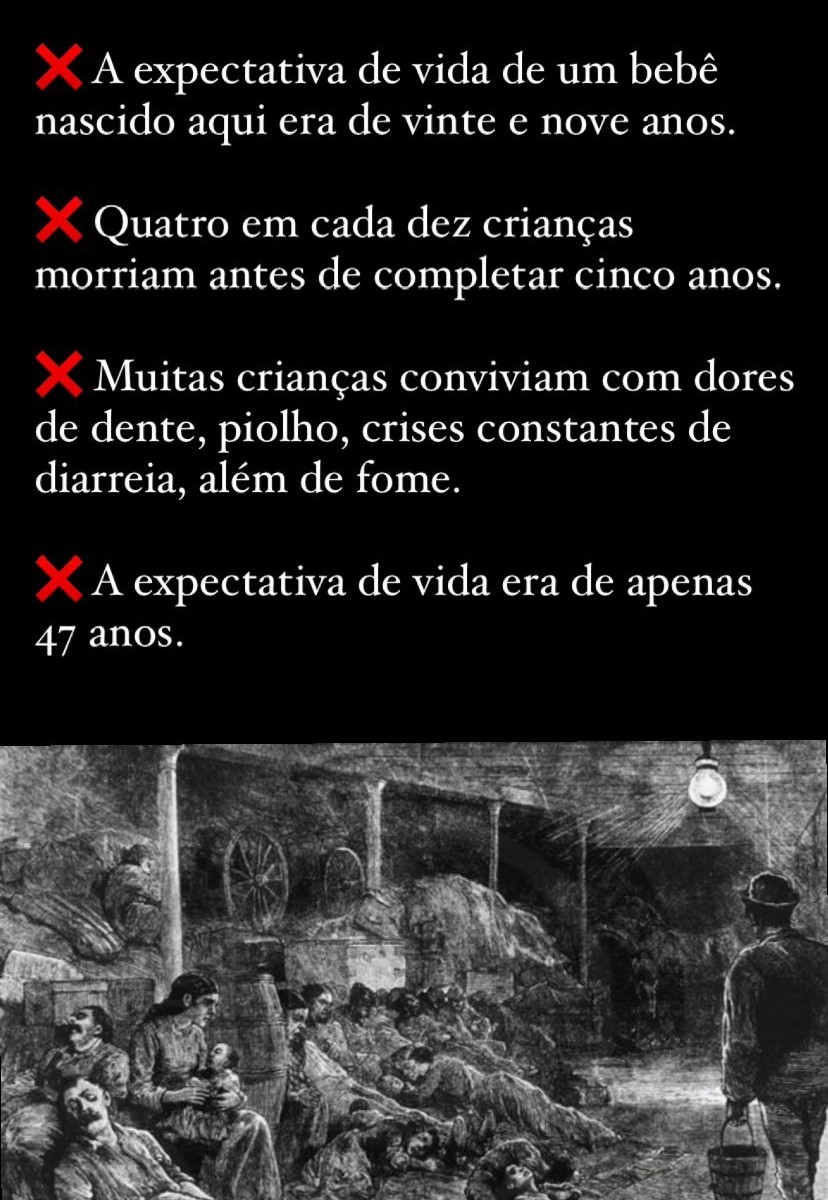 ❌ A expectativa de vida de um bebê
nascido aqui era de vinte e nove anos.
❌ Quatro em cada dez crianças
morriam antes de completar cinco anos.
❌ Muitas crianças conviviam com dores
de dente, piolho, crises constantes de
diarreia, além de fome.
❌ A expectativa de vida era de apenas
47 anos.